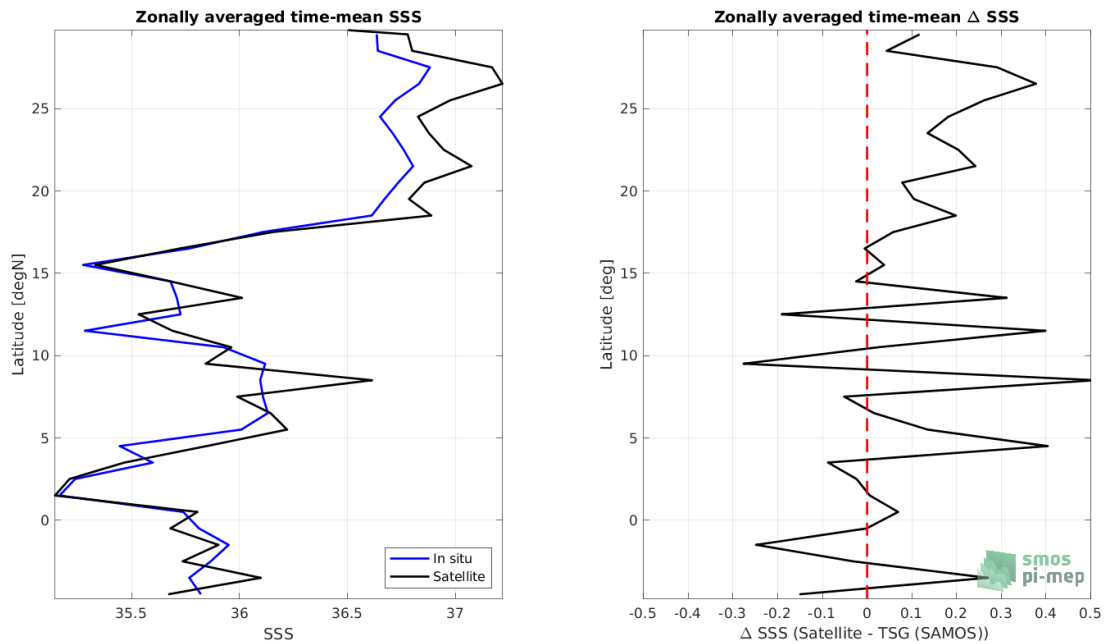 Zonally averaged time-mean SSS
25
20
15
10
5
0
Latitude [degN]
35.5
36
36.5
37
SSS
In situ
Satellite
Zonally averaged time-mean Δ SSS
25
20
15
10
5
0
Latitude [deg]
-0.5
-0.4
-0.3
-0.2
-0.1
0
0.1
0.2
0.3
0.4
0.5
Δ SSS (Satellite - TSG (SAMOS))
smos
pi-mep